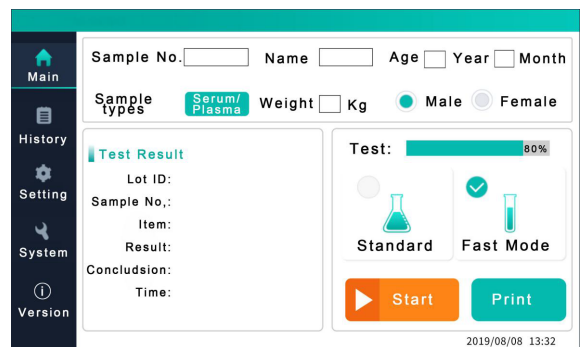 Main
History
Setting
System
Version
Sample No. Name Age Year Month
Sample types Serum/ Plasma Weight Kg Male Female
Test Result
Lot ID:
Sample No,:
Item:
Result:
Concludsion:
Time:
Test: 80%
Standard Fast Mode
Start Print
2019/08/08 13:32